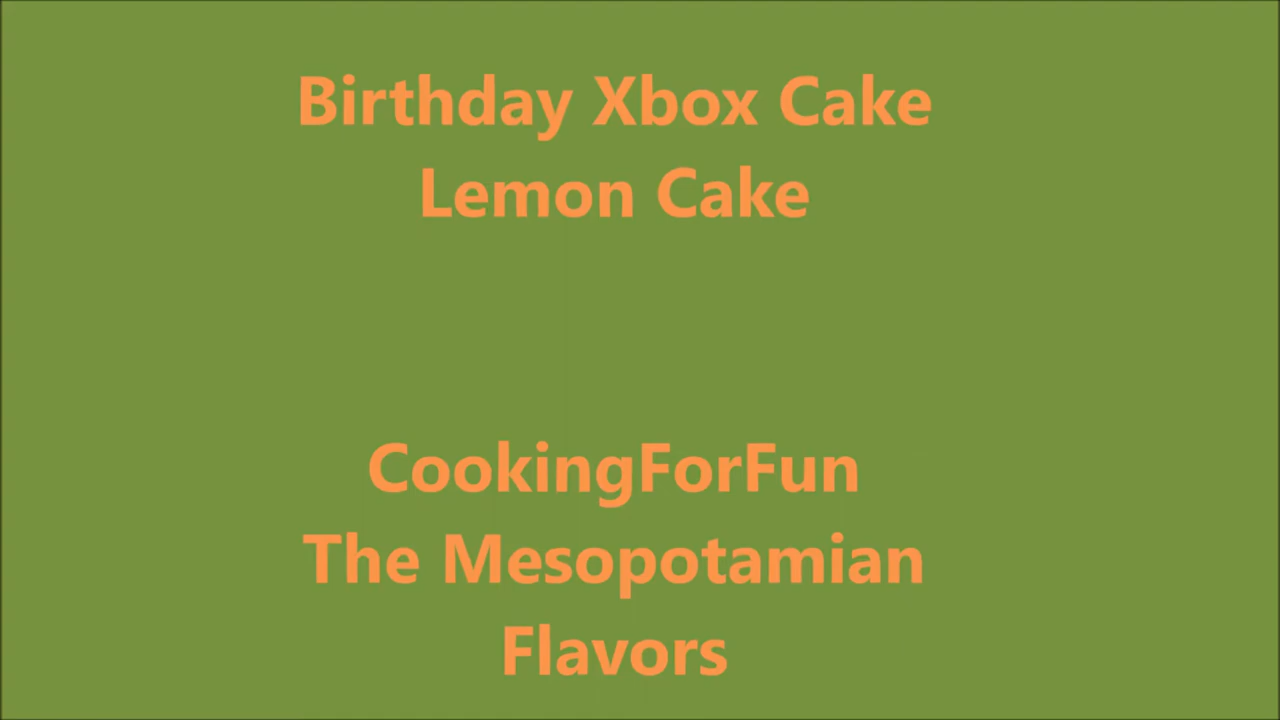 Birthday Xbox Cake
Lemon Cake
CookingForFun
The Mesopotamian
Flavors